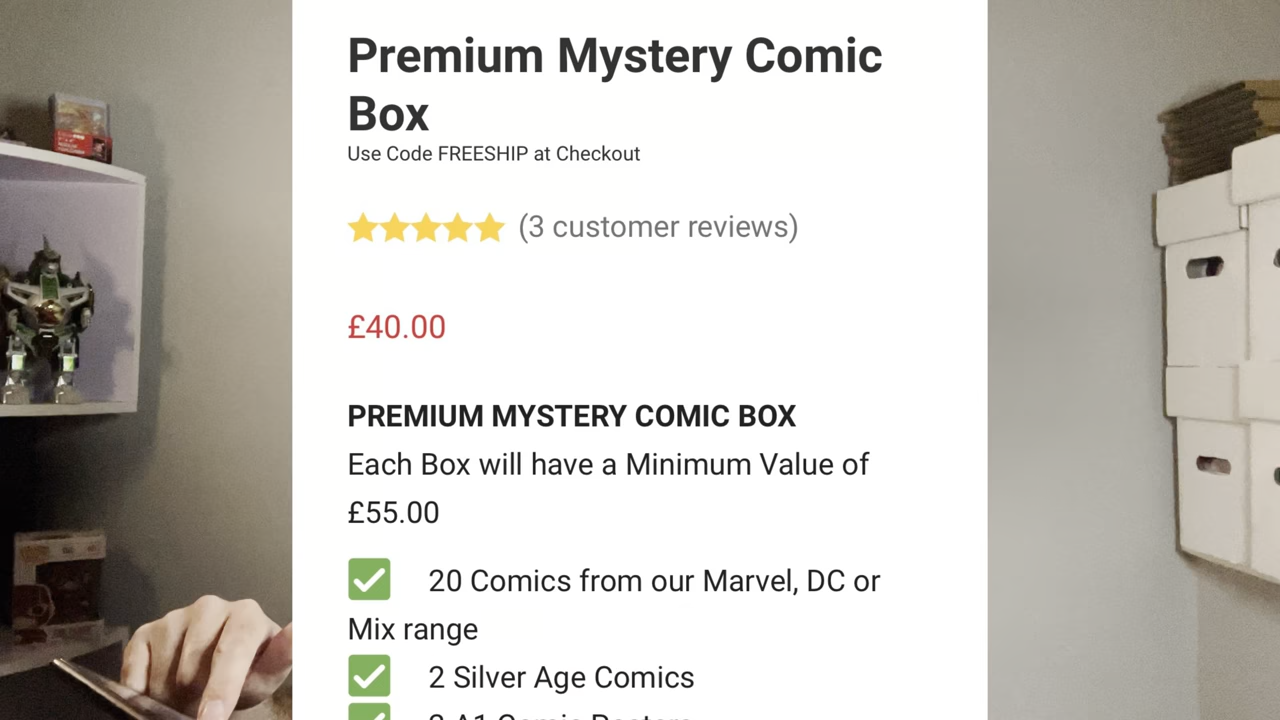 Premium Mystery Comic
Box
Use Code FREESHIP at Checkout
(3 customer reviews)
£40.00
PREMIUM MYSTERY COMIC BOX
Each Box will have a Minimum Value of
£55.00
20 Comics from our Marvel, DC or
Mix range
2 Silver Age Comics